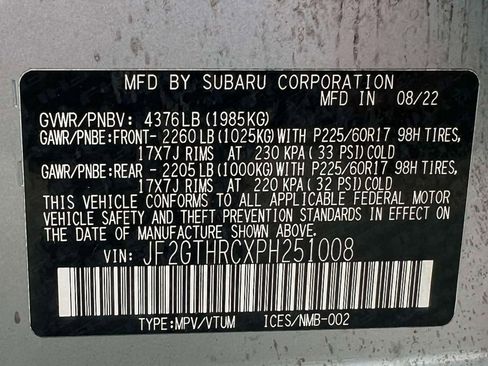 MFD BY SUBARU CORPORATION
MFD IN 08/22
GVWR/PNBV: 4376LB(1985KG)
GAWR/PNBE:FRONT-2260LB(1025KG)WITH P225/60R17 98H TIRES,
17X7J RIMS AT 230 KPA(33 PSI)COLD
GAWR/PNBE:REAR -2205LB(1000KG)WITH P225/60R17 98H TIRES,
17X7J RIMS AT 220 KPA(32 PSI)COLD
THIS VEHICLE CONFORMS TO ALL APPLICABLE FEDERAL MOTOR
VEHICLE SAFETY AND THEFT PREVENTION STANDARDS IN EFFECT ON
THE DATE OF MANUFACTURE SHOWN ABOVE.
VIN: JF2GTHRCXPH251008
TYPE:MPV/VTUM ICES/NMB-002